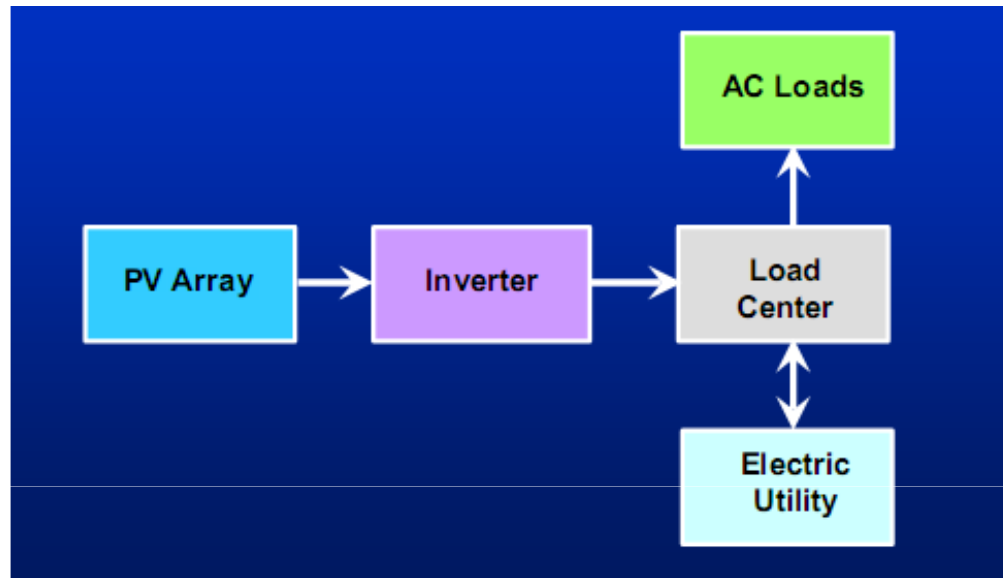 AC Loads
PV Array
Inverter
Load
Center
Electric
Utility